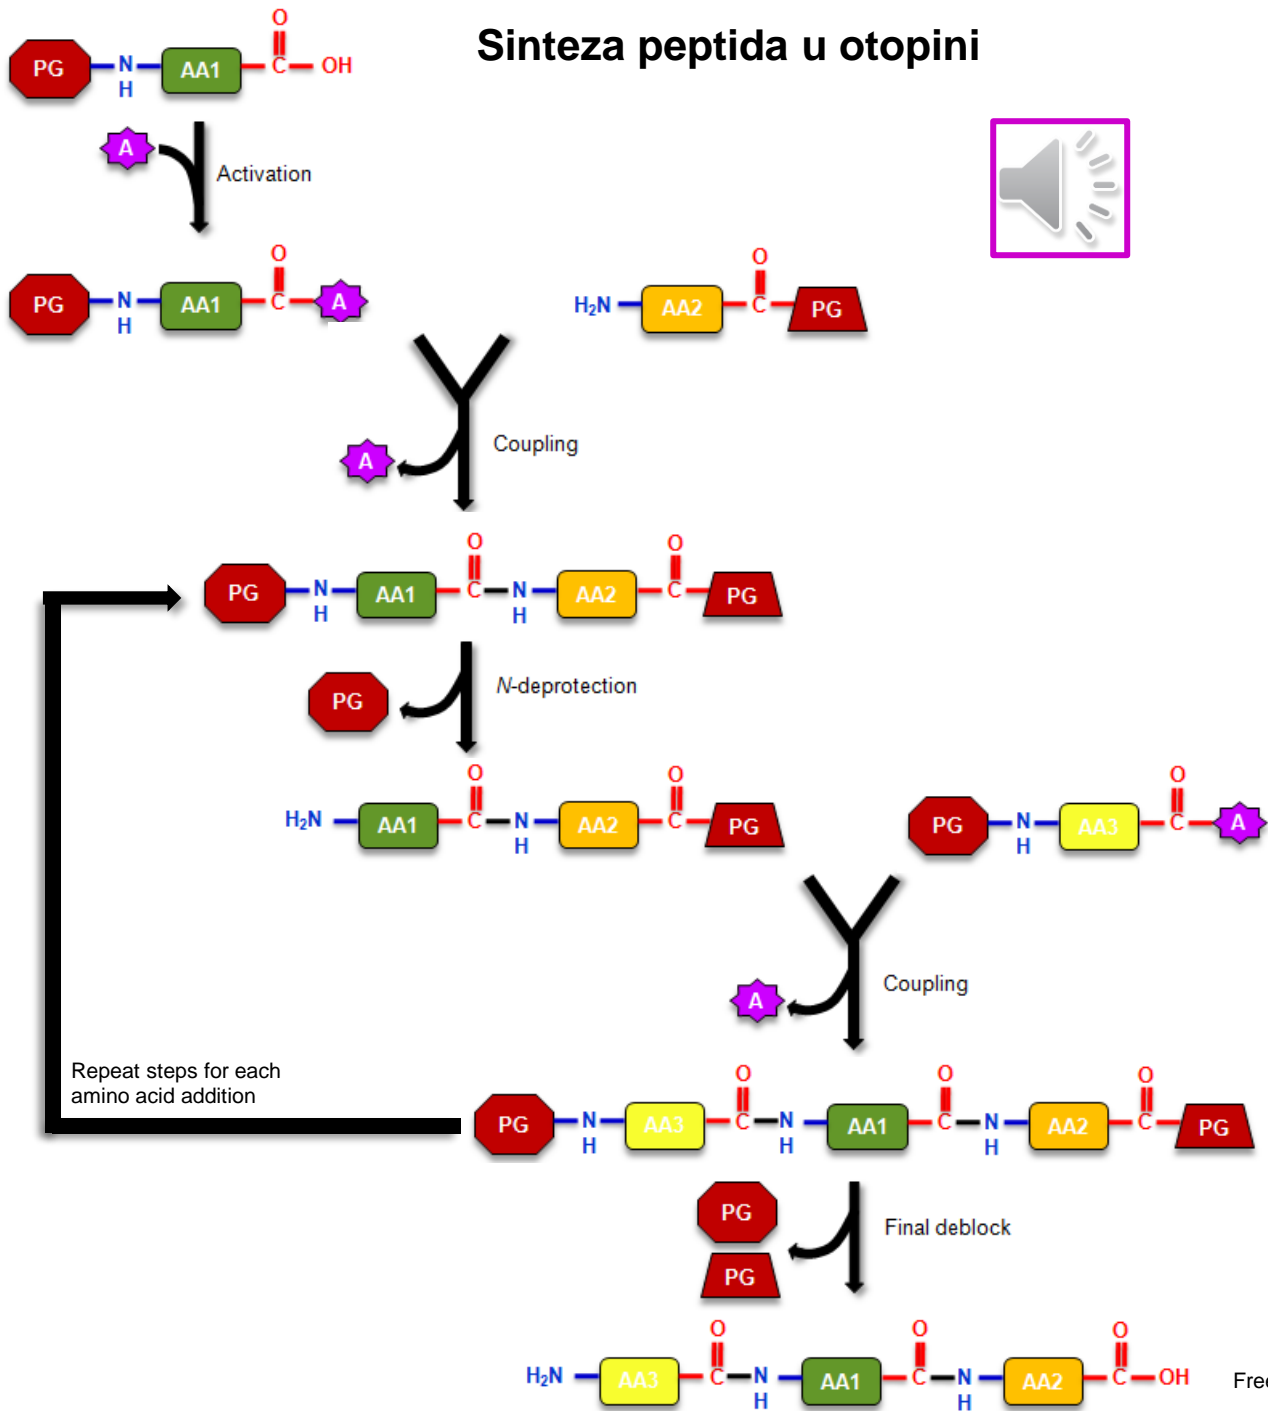 Sinteza peptida u otopini
O
PG N H AA1 C OH
A
Activation
O
PG N H AA1 C A
O
H₂N AA2 C PG
A
Coupling
O O
PG N H AA1 C N H AA2 C PG
PG
N-deprotection
O O
H₂N AA1 C N H AA2 C PG
O
PG N H AA3 C A
A
Coupling
Repeat steps for each
amino acid addition
O O O
PG N H AA3 C N H AA1 C N H AA2 C PG
PG
PG
Final deblock
O O O
H₂N AA3 C N H AA1 C N H AA2 C OH